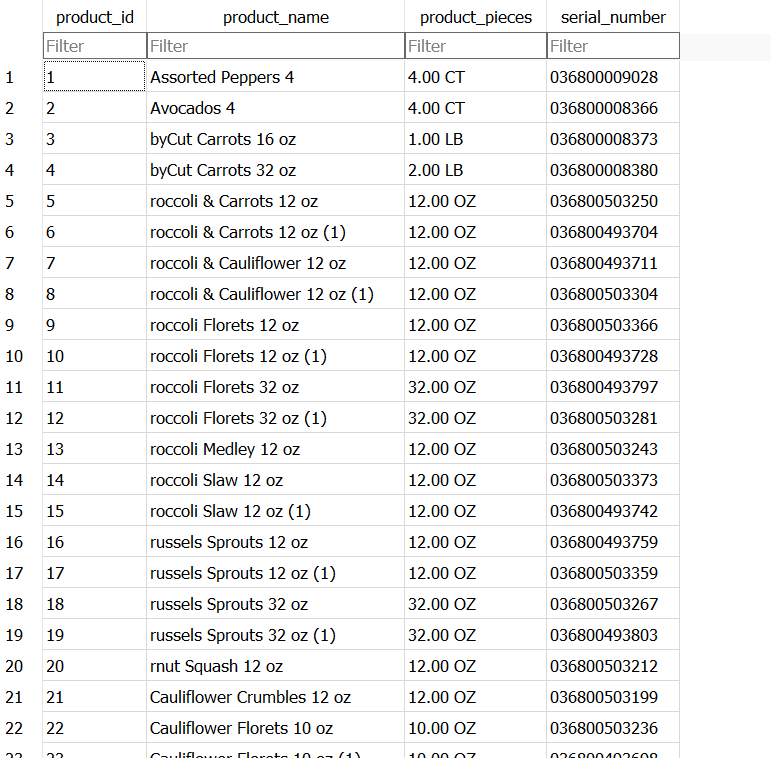 product_id product_name product_pieces serial_number
Filter Filter Filter Filter
1 1 Assorted Peppers 4 4.00 CT 036800009028
2 2 Avocados 4 4.00 CT 036800008366
3 3 byCut Carrots 16 oz 1.00 LB 036800008373
4 4 byCut Carrots 32 oz 2.00 LB 036800008380
5 5 roccoli & Carrots 12 oz 12.00 OZ 036800503250
6 6 roccoli & Carrots 12 oz (1) 12.00 OZ 036800493704
7 7 roccoli & Cauliflower 12 oz 12.00 OZ 036800493711
8 8 roccoli & Cauliflower 12 oz (1) 12.00 OZ 036800503304
9 9 roccoli Florets 12 oz 12.00 OZ 036800503366
10 10 roccoli Florets 12 oz (1) 12.00 OZ 036800493728
11 11 roccoli Florets 32 oz 32.00 OZ 036800493797
12 12 roccoli Florets 32 oz (1) 32.00 OZ 036800503281
13 13 roccoli Medley 12 oz 12.00 OZ 036800503243
14 14 roccoli Slaw 12 oz 12.00 OZ 036800503373
15 15 roccoli Slaw 12 oz (1) 12.00 OZ 036800493742
16 16 russels Sprouts 12 oz 12.00 OZ 036800493759
17 17 russels Sprouts 12 oz (1) 12.00 OZ 036800503359
18 18 russels Sprouts 32 oz 32.00 OZ 036800503267
19 19 russels Sprouts 32 oz (1) 32.00 OZ 036800493803
20 20 rnut Squash 12 oz 12.00 OZ 036800503212
21 21 Cauliflower Crumbles 12 oz 12.00 OZ 036800503199
22 22 Cauliflower Florets 10 oz 10.00 OZ 036800503236
23 23 Cauliflower Florets 10 oz (1) 10.00 OZ